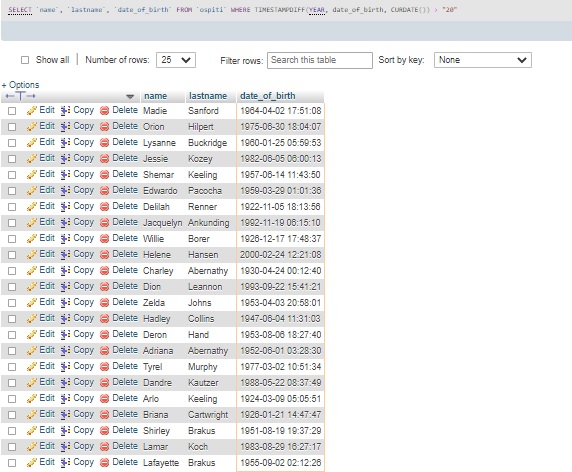 SELECT `name`, `lastname`, `date_of_birth` FROM `ospiti` WHERE TIMESTAMPDIFF(YEAR, date_of_birth, CURDATE()) > "20"
Show all | Number of rows: 25 Filter rows: Search this table Sort by key: None
+ Options
←T→ name lastname date_of_birth
Edit Copy Delete Madie Sanford 1964-04-02 17:51:08
Edit Copy Delete Orion Hilpert 1975-06-30 18:04:07
Edit Copy Delete Lysanne Buckridge 1960-01-25 05:59:53
Edit Copy Delete Jessie Kozey 1982-06-05 06:00:13
Edit Copy Delete Shemar Keeling 1957-06-14 11:43:50
Edit Copy Delete Edwardo Pacocha 1959-03-29 01:01:36
Edit Copy Delete Delilah Renner 1922-11-05 18:13:56
Edit Copy Delete Jacquelyn Ankunding 1992-11-19 06:15:10
Edit Copy Delete Willie Borer 1926-12-17 17:48:37
Edit Copy Delete Helene Hansen 2000-02-24 12:21:08
Edit Copy Delete Charley Abernathy 1930-04-24 00:12:40
Edit Copy Delete Dion Leannon 1993-09-22 15:41:21
Edit Copy Delete Zelda Johns 1953-04-03 20:58:01
Edit Copy Delete Hadley Collins 1947-06-04 11:31:03
Edit Copy Delete Deron Hand 1953-08-06 18:27:40
Edit Copy Delete Adriana Abernathy 1952-06-01 03:28:30
Edit Copy Delete Tyrel Murphy 1977-03-02 10:51:34
Edit Copy Delete Dandre Kautzer 1988-05-22 08:37:49
Edit Copy Delete Arlo Keeling 1924-03-09 05:05:51
Edit Copy Delete Briana Cartwright 1926-01-21 14:47:47
Edit Copy Delete Shirley Brakus 1951-08-19 19:37:29
Edit Copy Delete Lamar Koch 1983-08-29 16:27:17
Edit Copy Delete Lafayette Brakus 1955-09-02 02:12:26